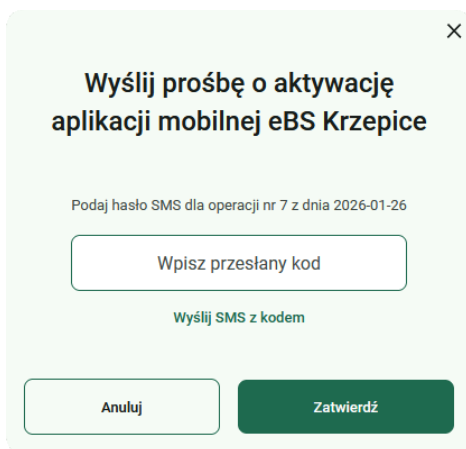 Wyślij prośbę o aktywację
aplikacji mobilnej eBS Krzepice
Podaj hasło SMS dla operacji nr 7 z dnia 2026-01-26
Wpisz przesłany kod
Wyślij SMS z kodem
Anuluj
Zatwierdź